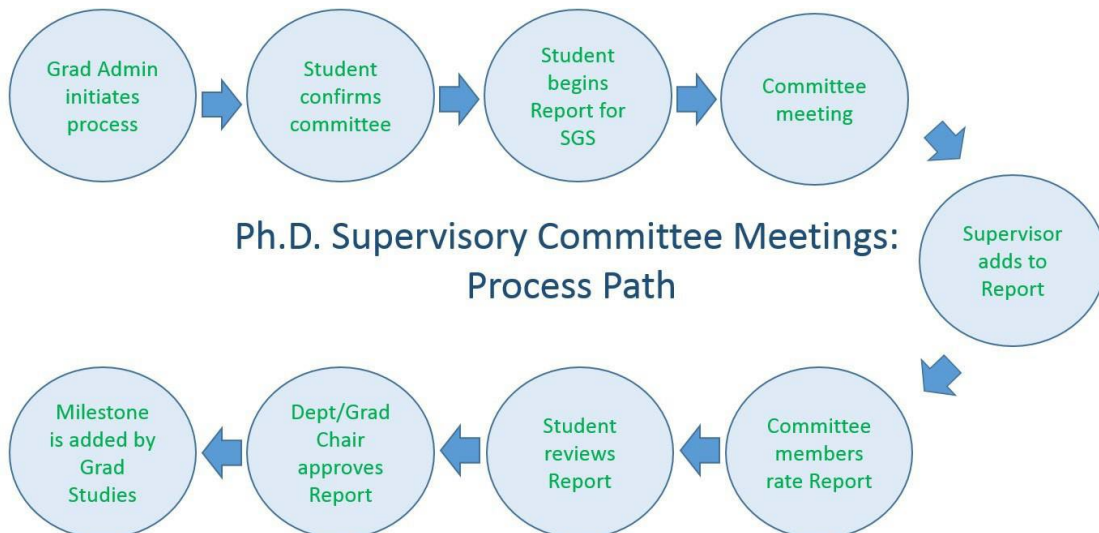 Grad Admin
initiates
process
Student
confirms
committee
Student
begins
Report for
SGS
Committee
meeting
Supervisor
adds to
Report
Ph.D. Supervisory Committee Meetings:
Process Path
Committee
members
rate Report
Student
reviews
Report
Dept/Grad
Chair
approves
Report
Milestone
is added by
Grad
Studies